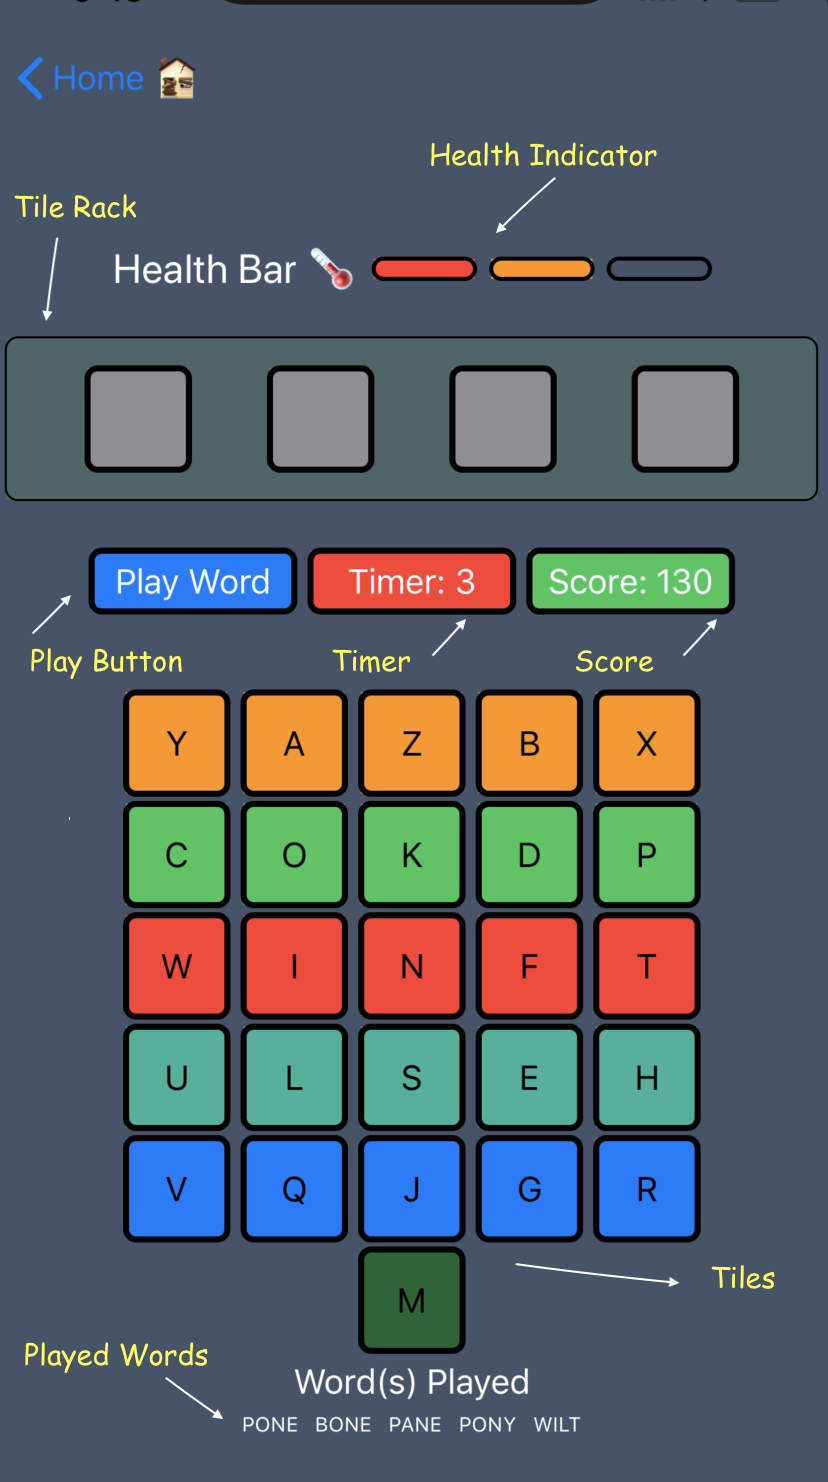 Home
Health Indicator
Tile Rack
Health Bar
Play Word
Timer: 3
Score: 130
Play Button
Timer
Score
Y A Z B X
C O K D P
W I N F T
U L S E H
V Q J G R
M
Tiles
Played Words
Word(s) Played
PONE BONE PANE PONY WILT